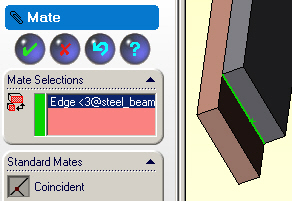 Mate
?
Mate Selections
Edge <3@steel_beam
Standard Mates
Coincident